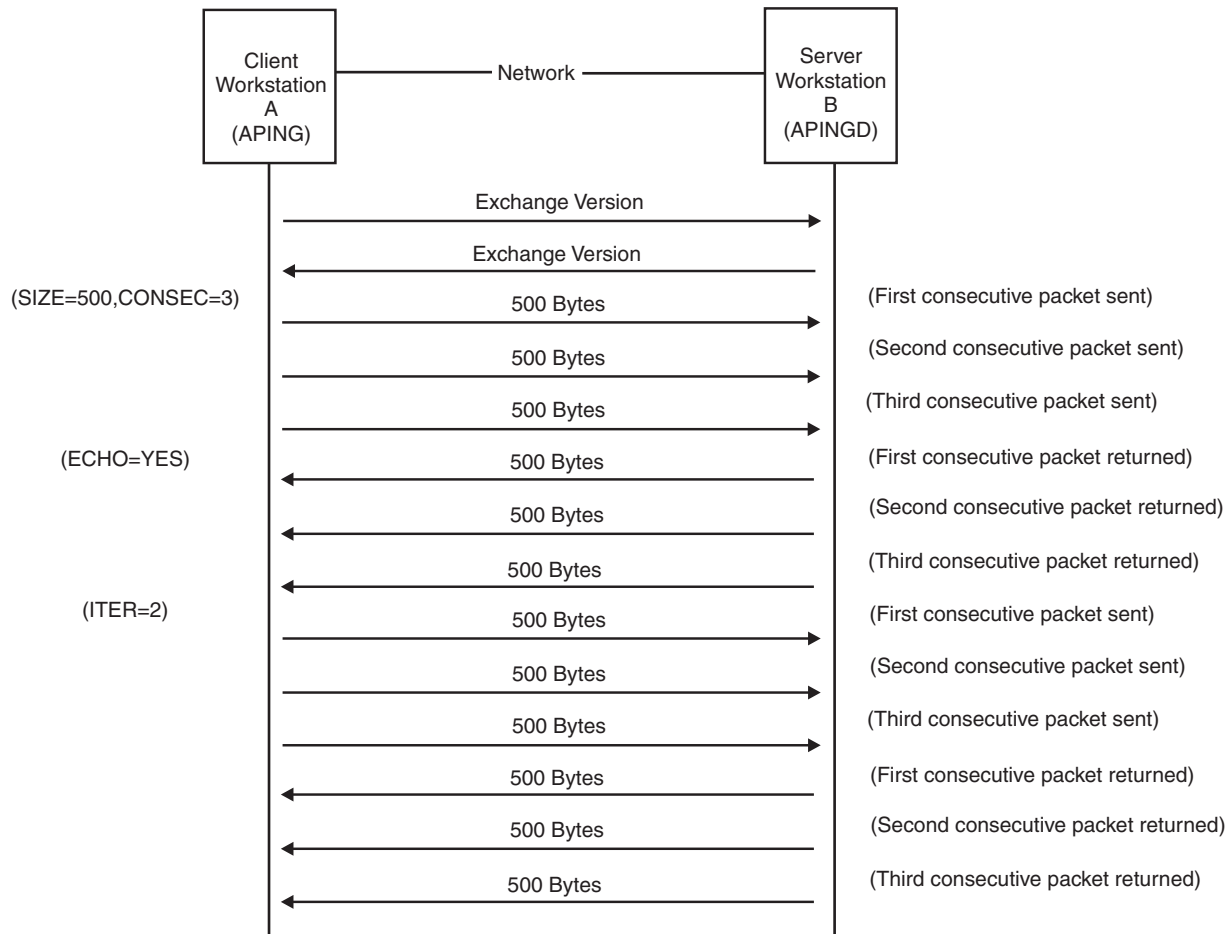 Client
Workstation
A
(APING)
Network
Server
Workstation
B
(APINGD)
Exchange Version
Exchange Version
(SIZE=500,CONSEC=3)
500 Bytes
(First consecutive packet sent)
500 Bytes
(Second consecutive packet sent)
500 Bytes
(Third consecutive packet sent)
(ECHO=YES)
500 Bytes
(First consecutive packet returned)
500 Bytes
(Second consecutive packet returned)
500 Bytes
(Third consecutive packet returned)
(ITER=2)
500 Bytes
(First consecutive packet sent)
500 Bytes
(Second consecutive packet sent)
500 Bytes
(Third consecutive packet sent)
500 Bytes
(First consecutive packet returned)
500 Bytes
(Second consecutive packet returned)
500 Bytes
(Third consecutive packet returned)